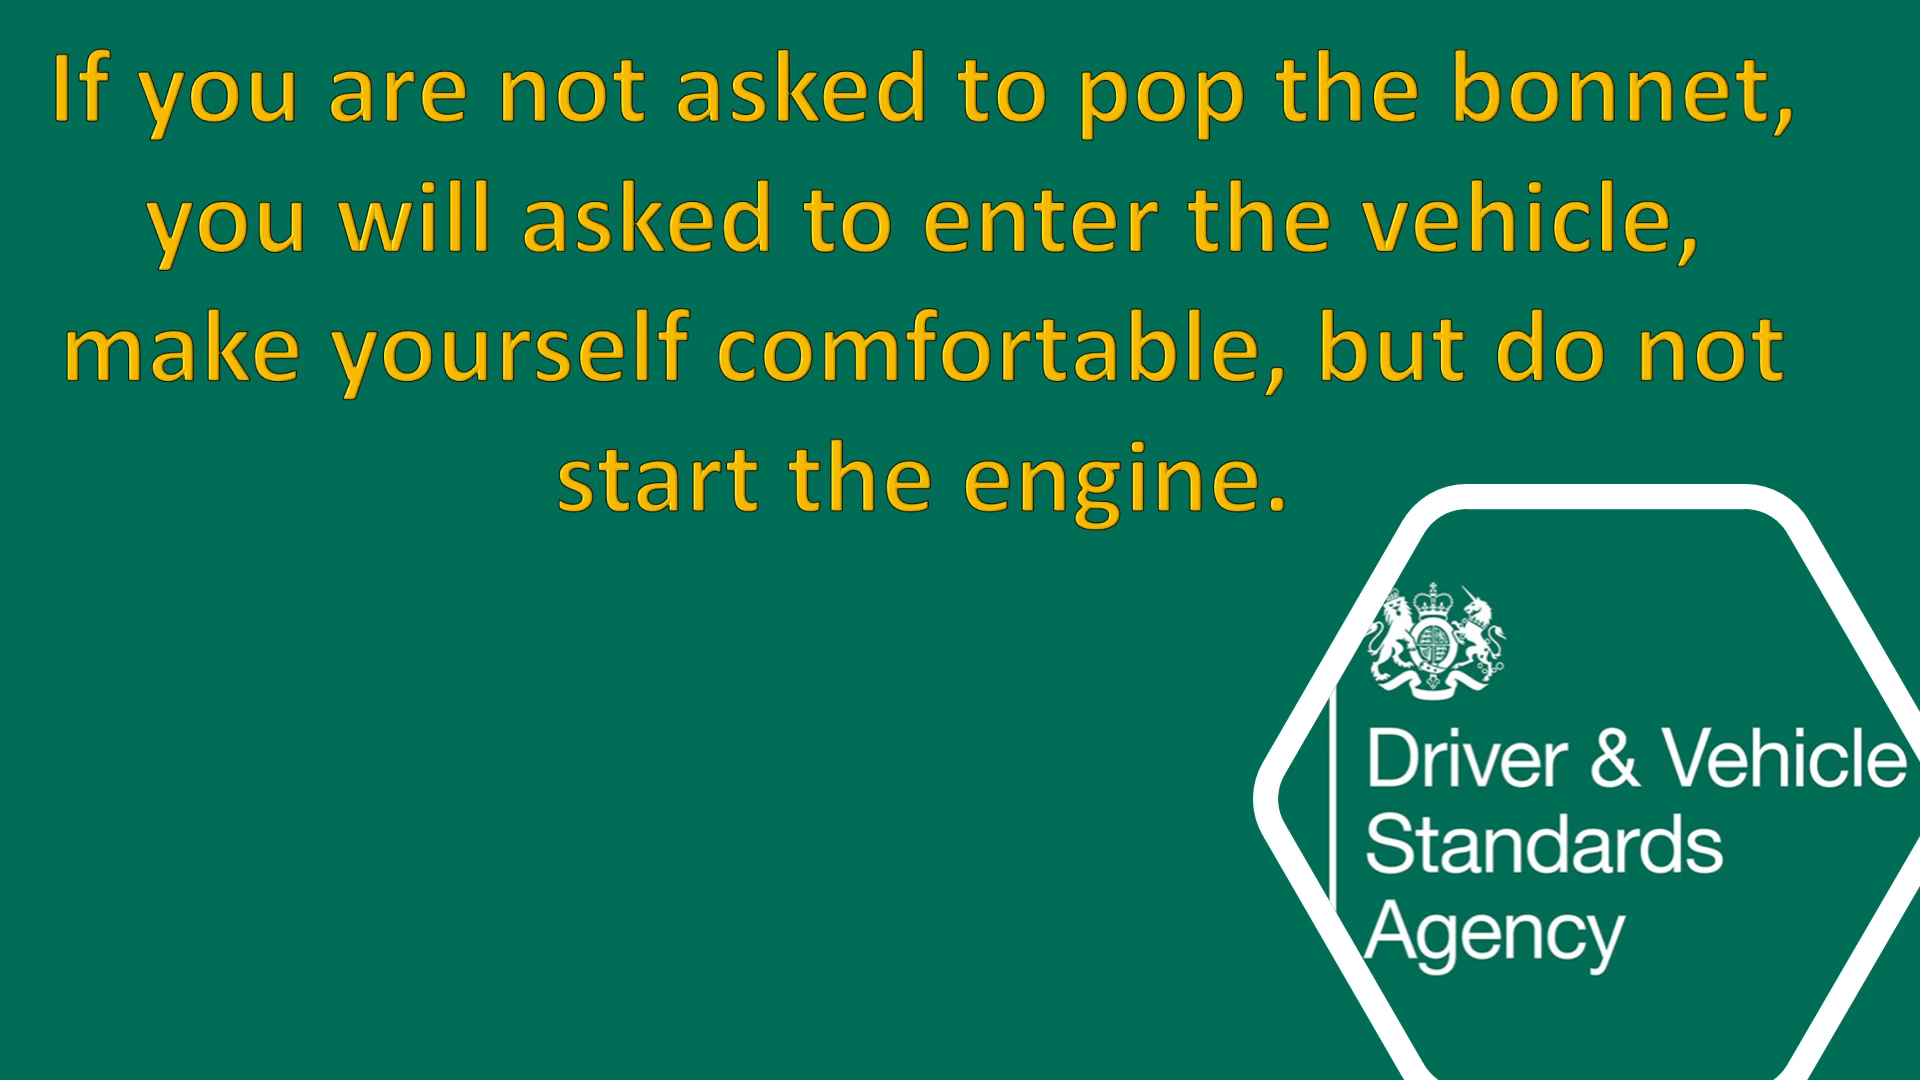 If you are not asked to pop the bonnet,
you will asked to enter the vehicle,
make yourself comfortable, but do not
start the engine.
Driver & Vehicle
Standards
Agency